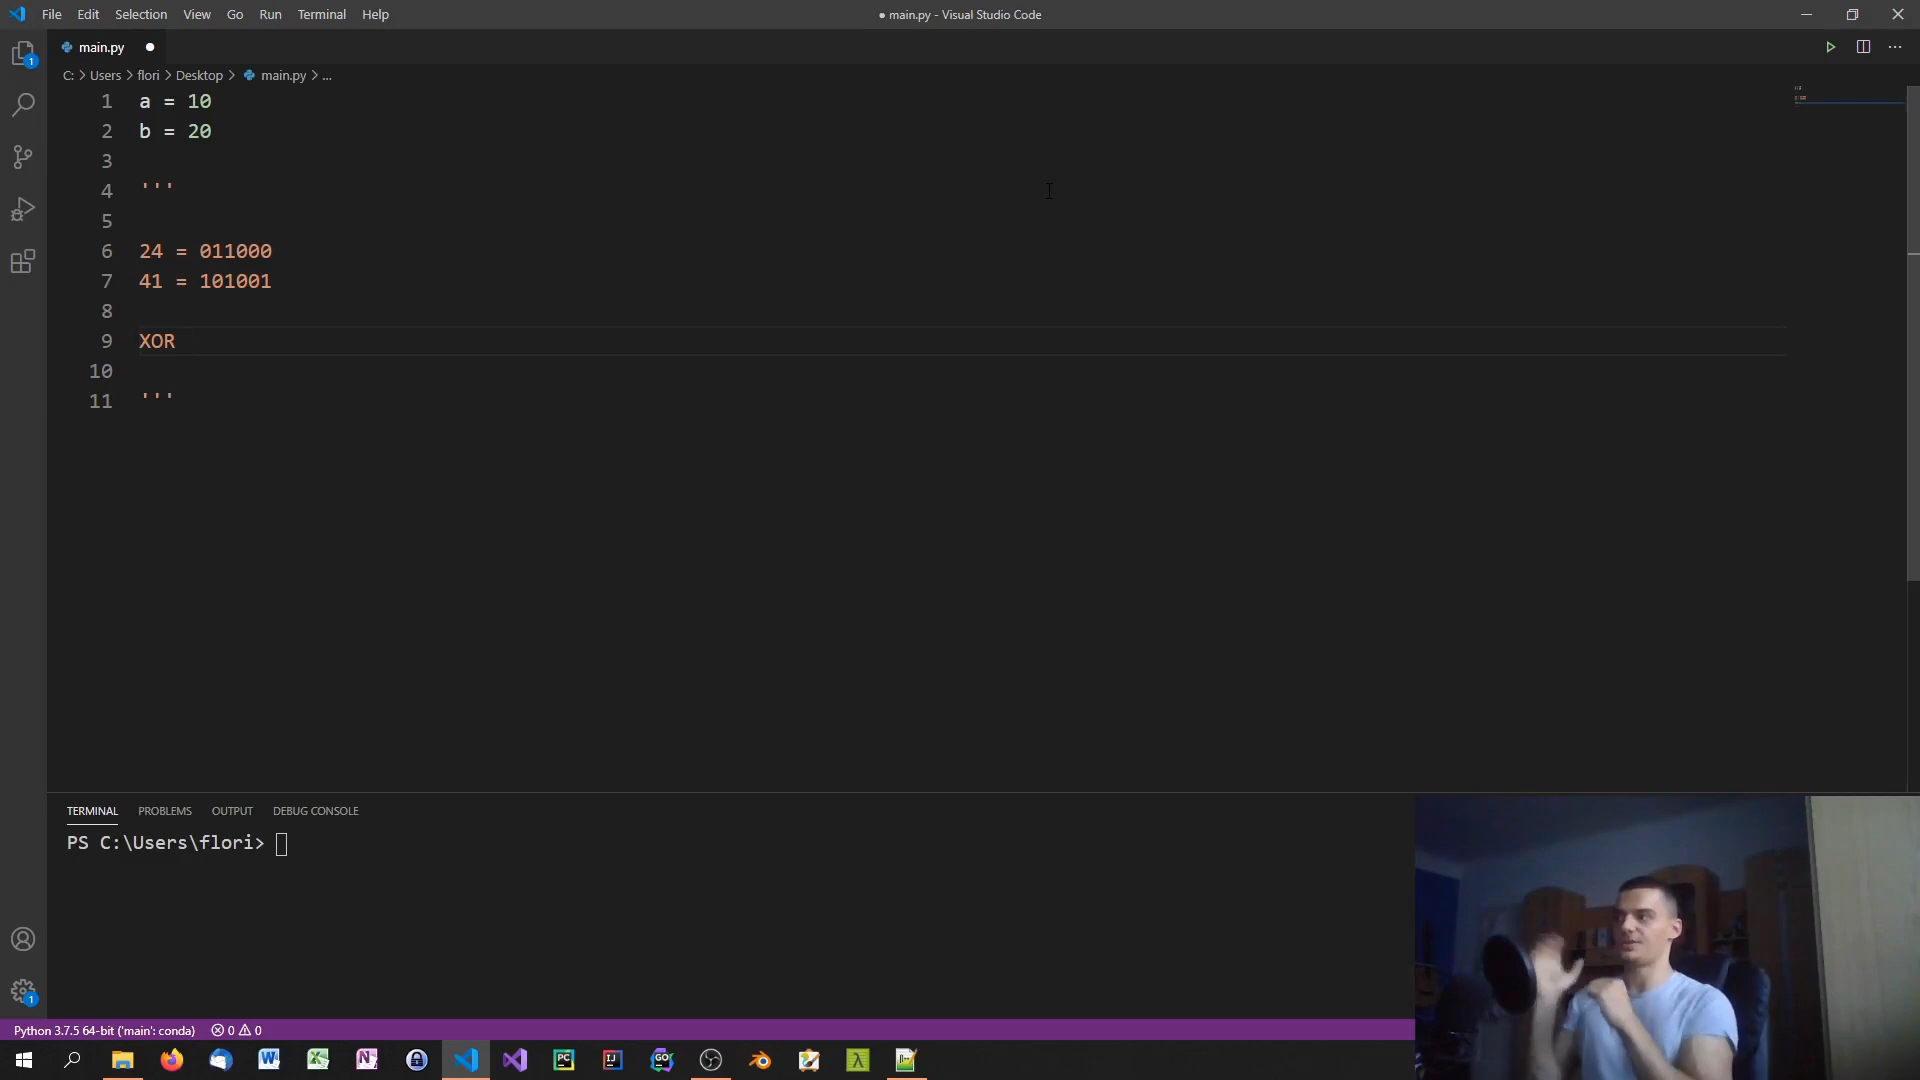 File Edit Selection View Go Run Terminal Help
● main.py - Visual Studio Code
main.py
C: > Users > flori > Desktop > main.py > ...
1 a = 10
2 b = 20
3
4 '''
5
6 24 = 011000
7 41 = 101001
8
9 XOR
10
11 '''
TERMINAL PROBLEMS OUTPUT DEBUG CONSOLE
PS C:\Users\flori>
Python 3.7.5 64-bit ('main': conda) 0 0